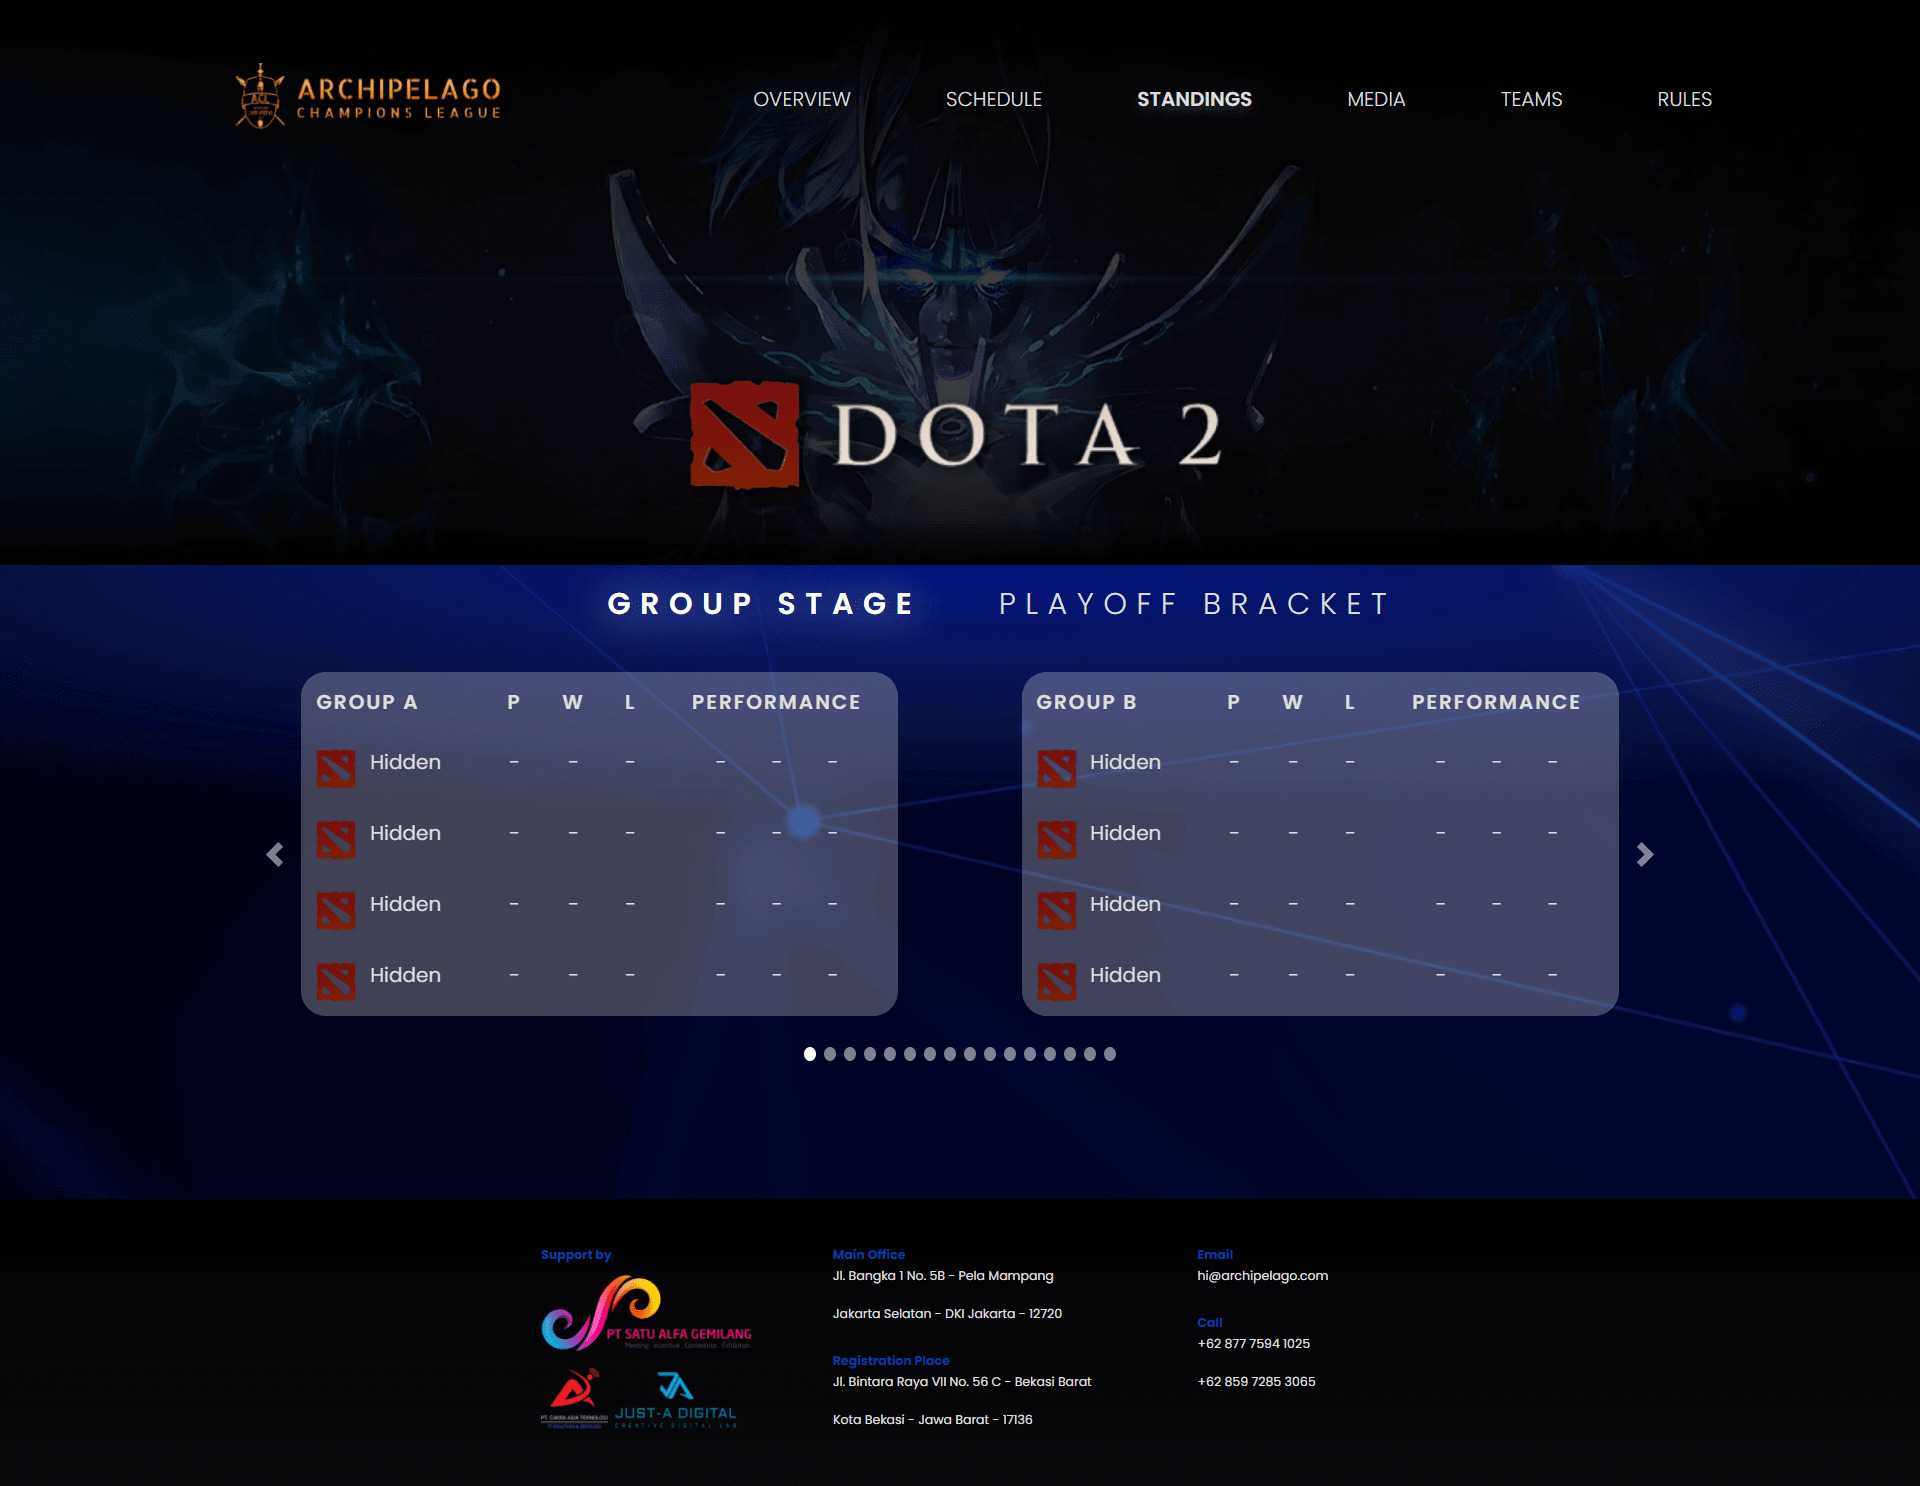 ARCHIPELAGO
CHAMPIONS LEAGUE
OVERVIEW SCHEDULE STANDINGS MEDIA TEAMS RULES
DOTA 2
GROUP STAGE PLAYOFF BRACKET
GROUP A P W L PERFORMANCE
Hidden - - - - - -
Hidden - - - - - -
Hidden - - - - - -
Hidden - - - - - -
GROUP B P W L PERFORMANCE
Hidden - - - - - -
Hidden - - - - - -
Hidden - - - - - -
Hidden - - - - - -
Support by
PT SATU ALFA GEMILANG
JUST-A DIGITAL
CREATIVE DIGITAL LAB
Main Office
Jl. Bangka 1 No. 5B - Pela Mampang
Jakarta Selatan - DKI Jakarta - 12720
Registration Place
Jl. Bintara Raya VII No. 56 C - Bekasi Barat
Kota Bekasi - Jawa Barat - 17136
Email
hi@archipelago.com
Call
+62 877 7594 1025
+62 859 7285 3065